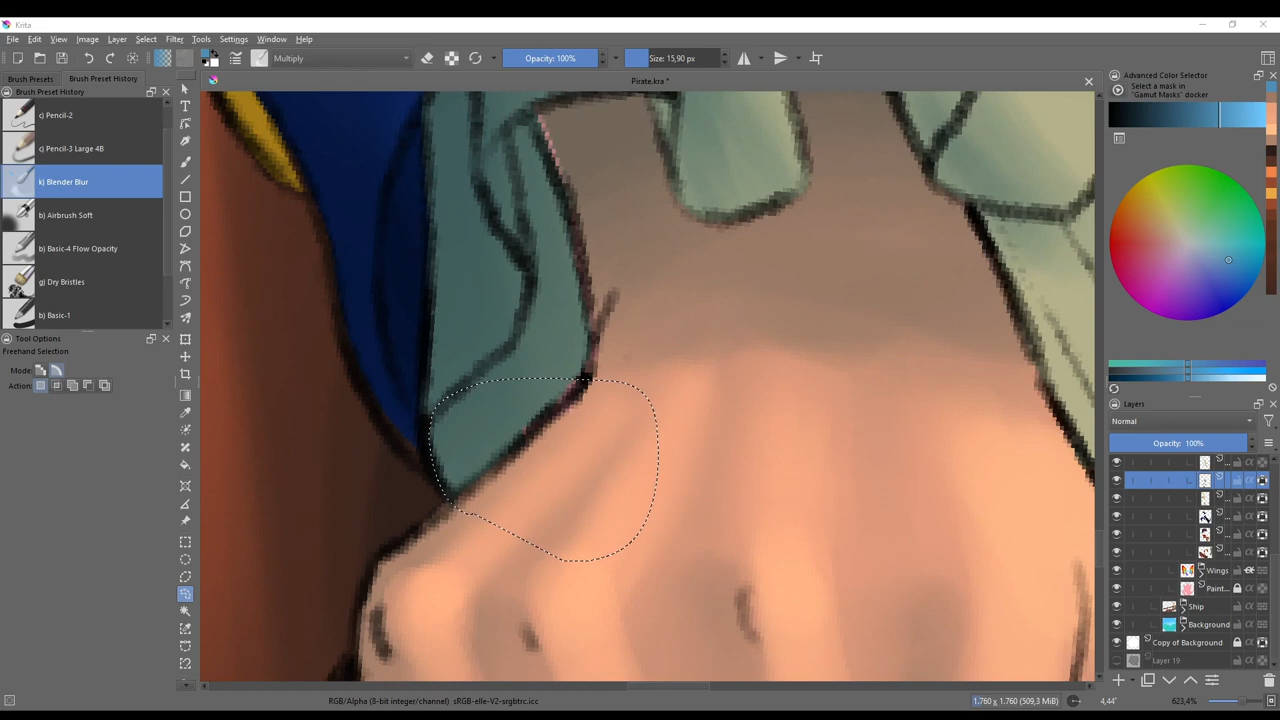 Krita
File Edit View Image Layer Select Filter Tools Settings Window Help
Multiply
Opacity: 100%
Size: 15,90 px
Brush Presets
Brush Preset History
Pirate.kra *
Brush Preset History
c) Pencil-2
c) Pencil-3 Large 4B
k) Blender Blur
b) Airbrush Soft
b) Basic-4 Flow Opacity
g) Dry Bristles
b) Basic-1
Tool Options
Freehand Selection
Mode:
Action:
Advanced Color Selector
Select a mask in
'Gamut Masks' docker
Layers
Normal
Opacity: 100%
...
...
...
...
...
...
Wings
Paint...
Ship
Background
Copy of Background
Layer 19
RGB/Alpha (8-bit integer/channel) sRGB-elle-V2-srgbtrc.icc
1.760 x 1.760 (509,3 MiB)
4,44°
623,4%